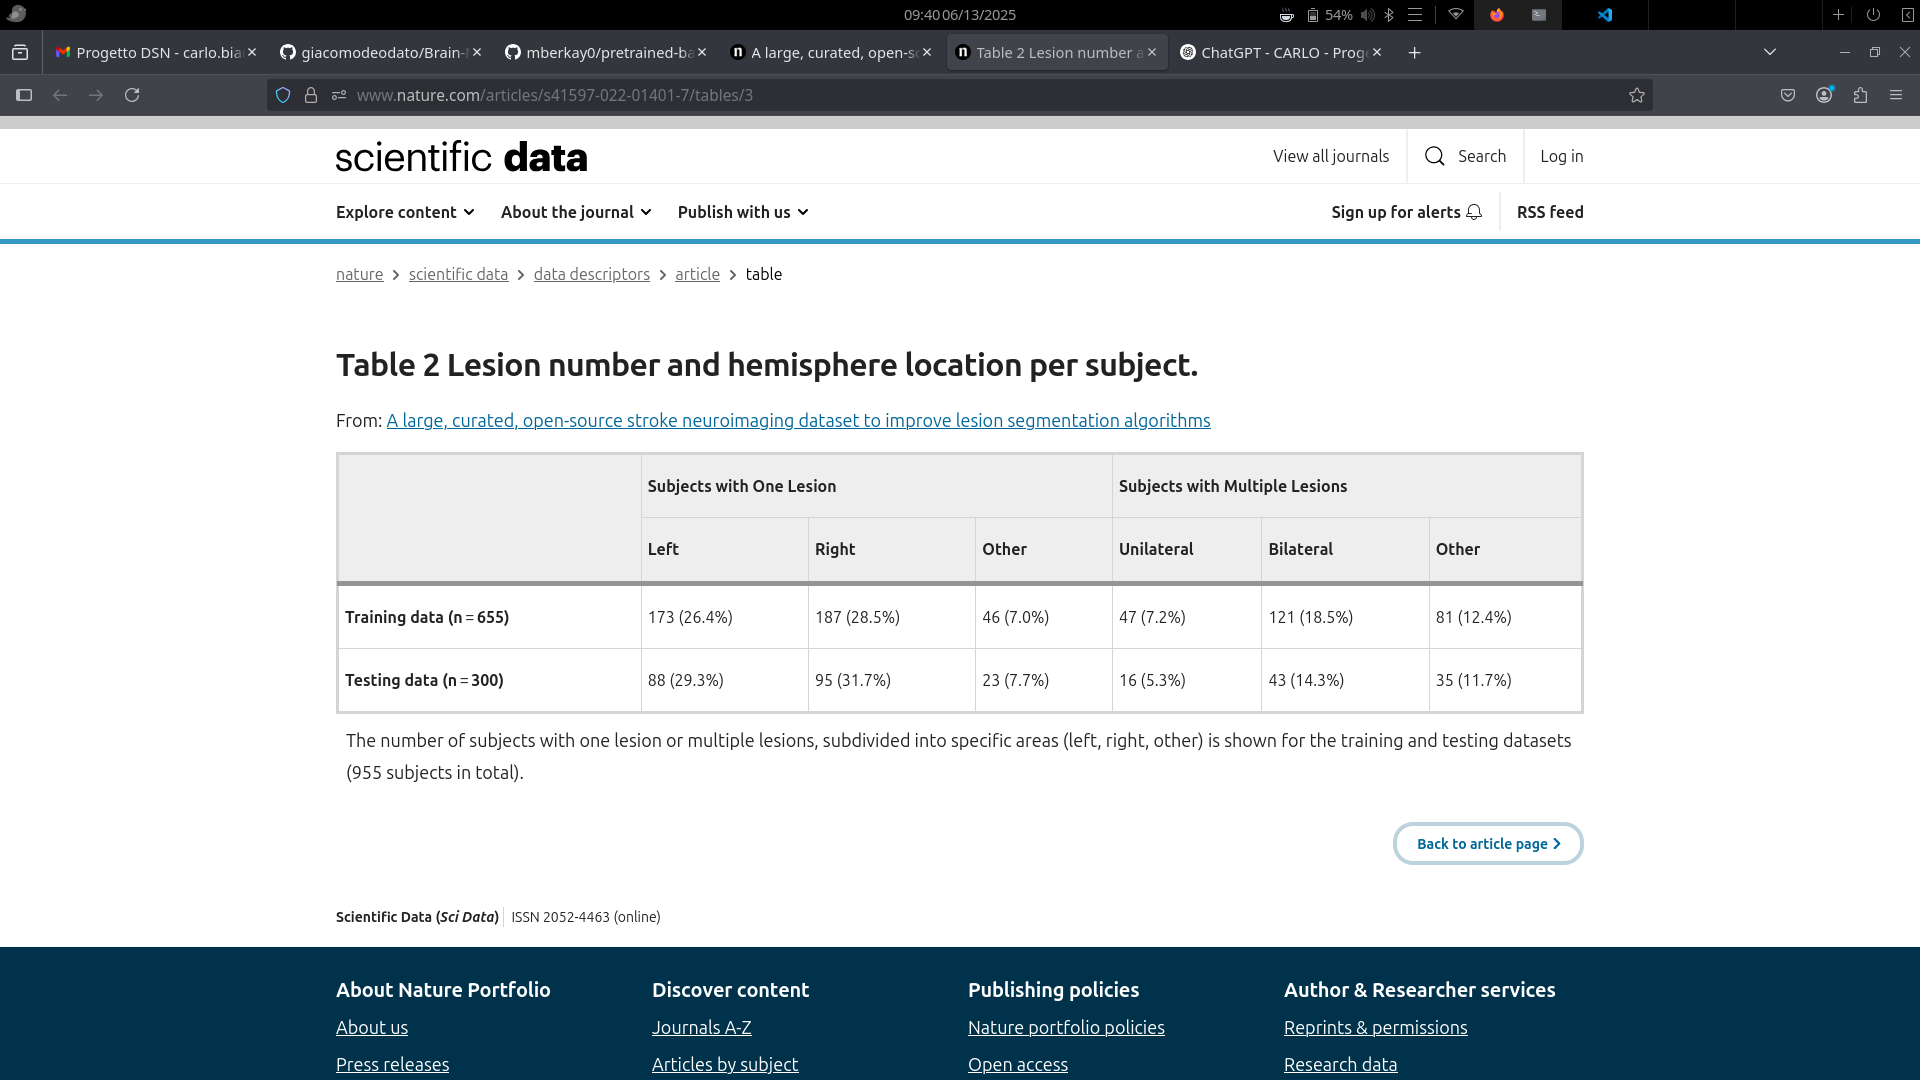 09:40 06/13/2025
54%
Progetto DSN - carlo.bia
giacomodeodato/Brain-
mberkay0/pretrained-ba
A large, curated, open-so
Table 2 Lesion number a
ChatGPT - CARLO - Proge
www.nature.com/articles/s41597-022-01401-7/tables/3
scientific data
View all journals
Search
Log in
Explore content
About the journal
Publish with us
Sign up for alerts
RSS feed
nature > scientific data > data descriptors > article > table
Table 2 Lesion number and hemisphere location per subject.
From: A large, curated, open-source stroke neuroimaging dataset to improve lesion segmentation algorithms
Subjects with One Lesion Subjects with Multiple Lesions
Left Right Other Unilateral Bilateral Other
Training data (n = 655) 173 (26.4%) 187 (28.5%) 46 (7.0%) 47 (7.2%) 121 (18.5%) 81 (12.4%)
Testing data (n = 300) 88 (29.3%) 95 (31.7%) 23 (7.7%) 16 (5.3%) 43 (14.3%) 35 (11.7%)
The number of subjects with one lesion or multiple lesions, subdivided into specific areas (left, right, other) is shown for the training and testing datasets
(955 subjects in total).
Back to article page
Scientific Data (Sci Data) ISSN 2052-4463 (online)
About Nature Portfolio Discover content Publishing policies Author & Researcher services
About us Journals A-Z Nature portfolio policies Reprints & permissions
Press releases Articles by subject Open access Research data